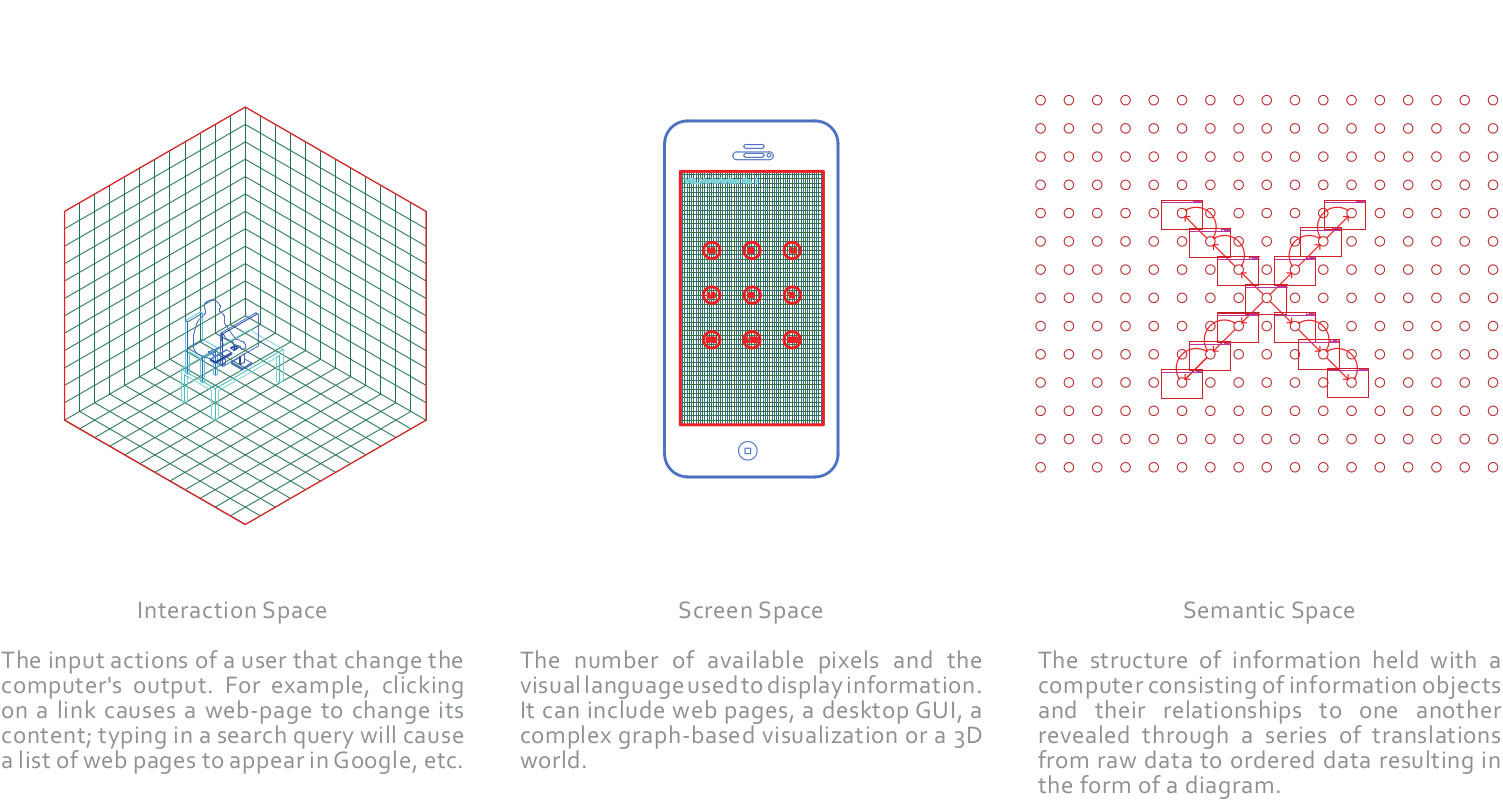 Interaction Space
The input actions of a user that change the
computer's output. For example, clicking
on a link causes a web-page to change its
content; typing in a search query will cause
a list of web pages to appear in Google, etc.
Screen Space
The number of available pixels and the
visual language used to display information.
It can include web pages, a desktop GUI, a
complex graph-based visualization or a 3D
world.
Semantic Space
The structure of information held with a
computer consisting of information objects
and their relationships to one another
revealed through a series of translations
from raw data to ordered data resulting in
the form of a diagram.